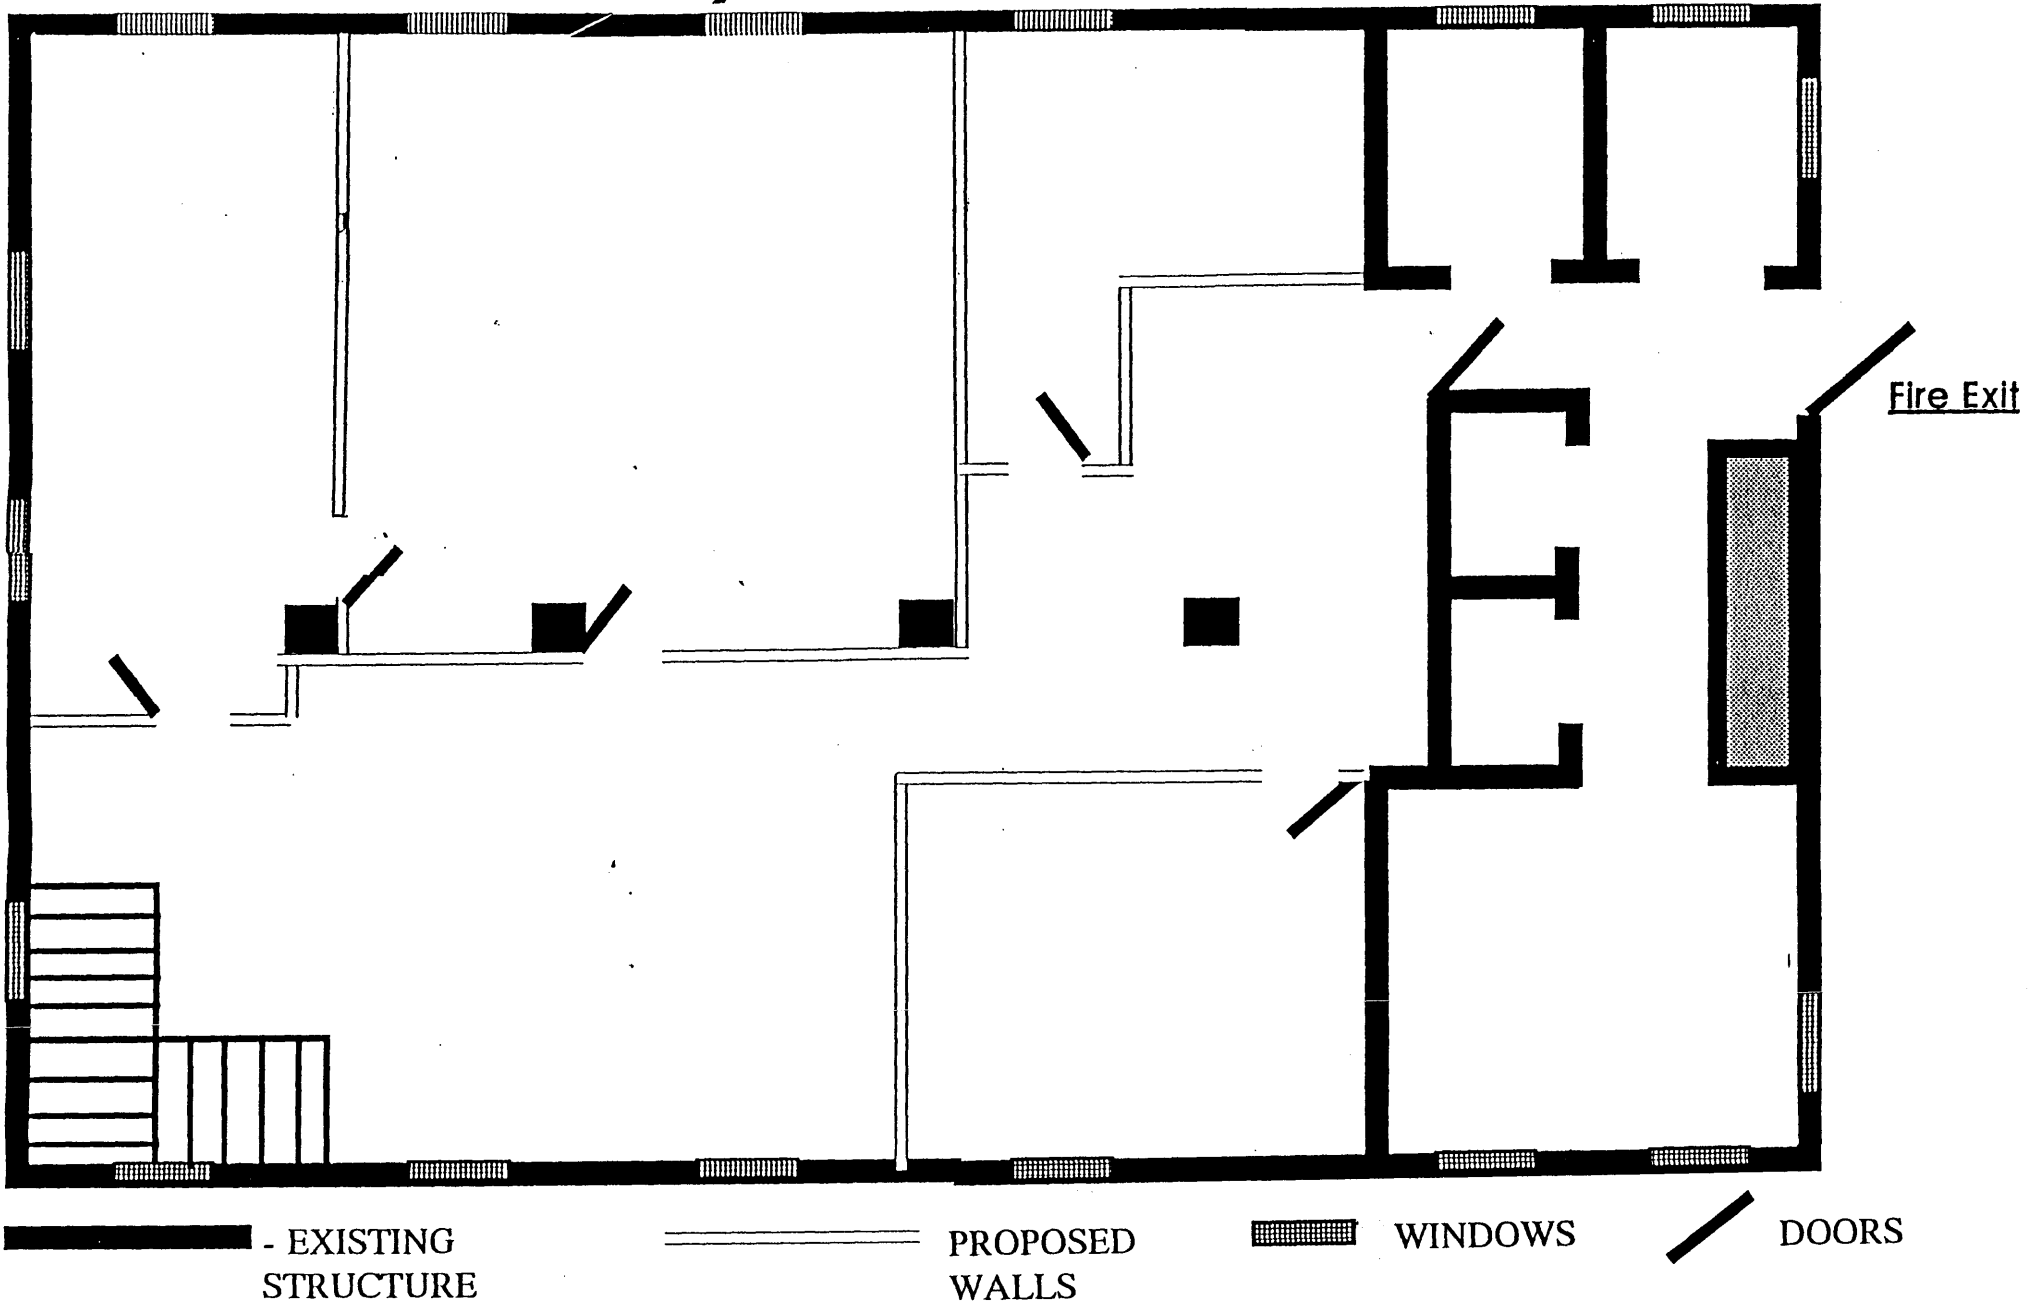 Fire Exit
- EXISTING
STRUCTURE
PROPOSED
WALLS
WINDOWS
DOORS